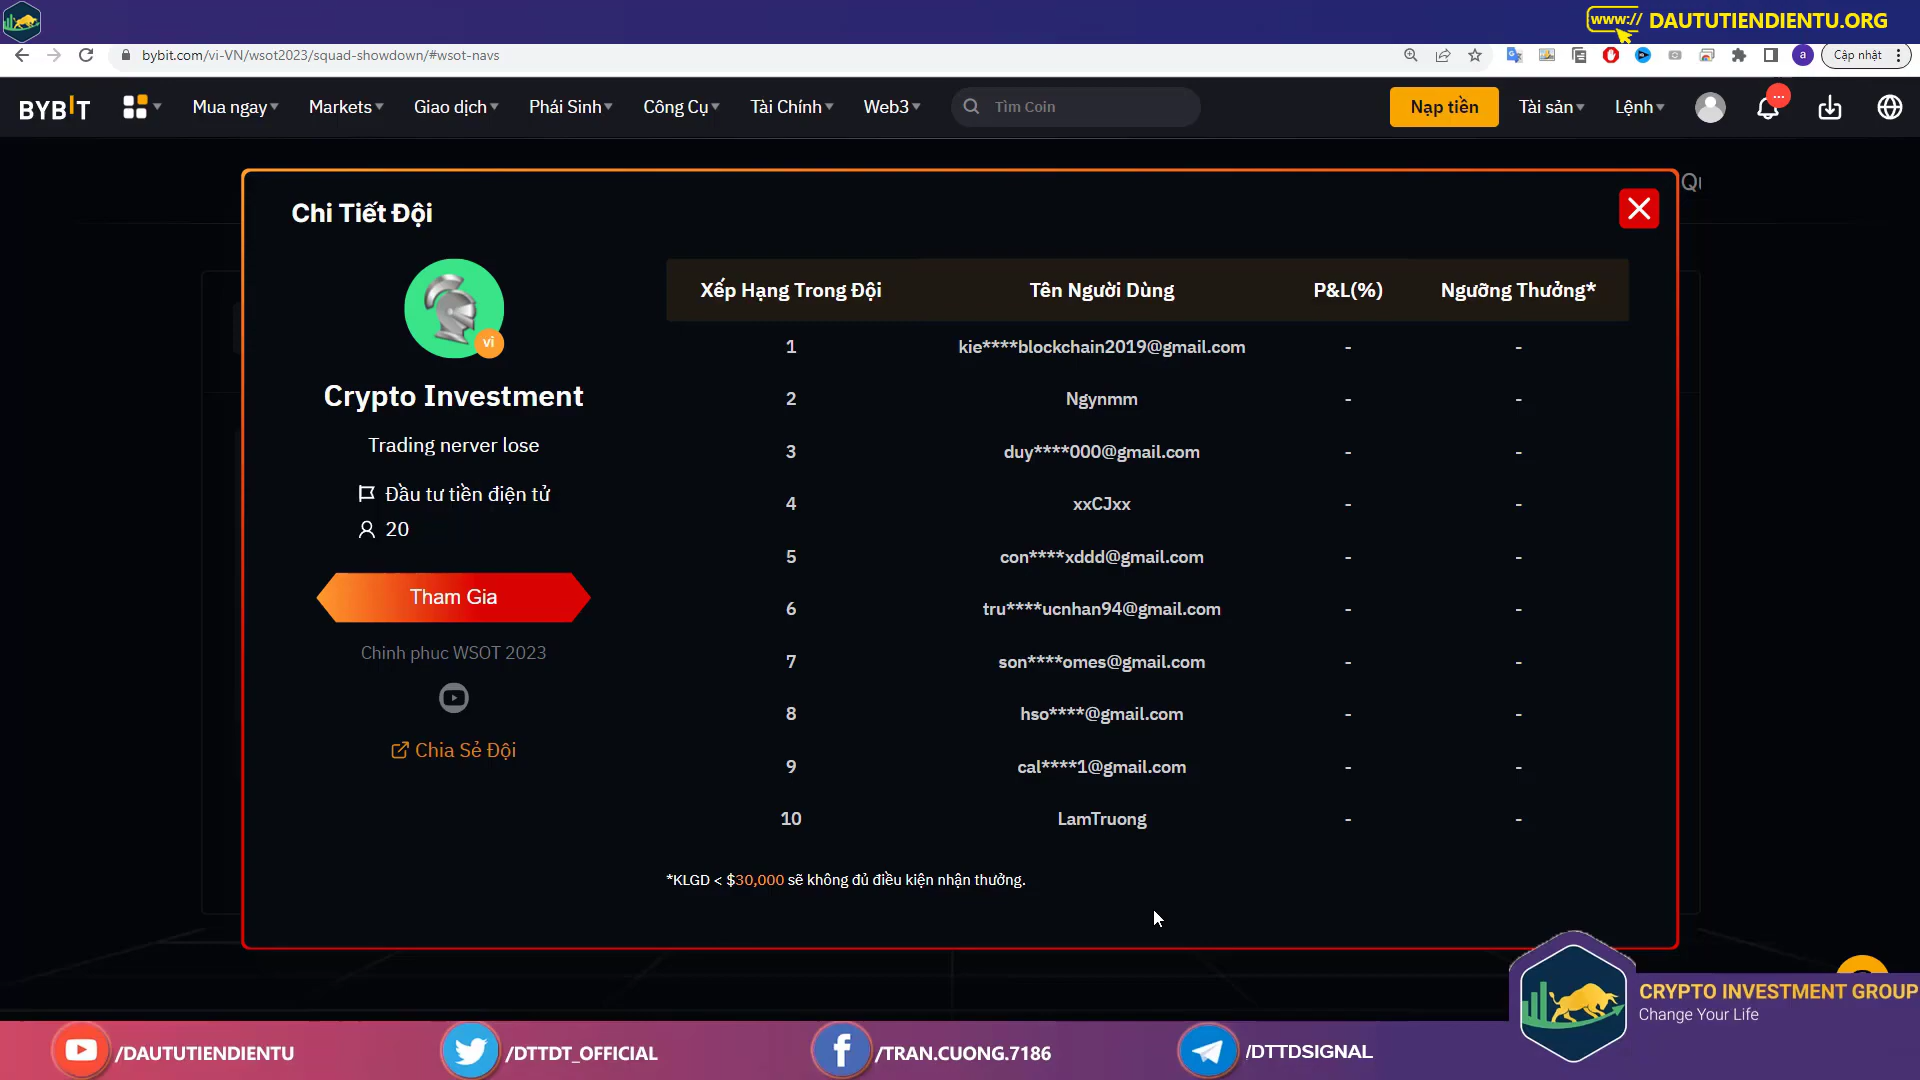 www:// DAUTUTIENDIENTU.ORG
bybit.com/vi-VN/wsot2023/squad-showdown/#wsot-navs
a
Cập nhật
BYBIT
Mua ngay
Markets
Giao dịch
Phái Sinh
Công Cụ
Tài Chính
Web3
Tìm Coin
Nạp tiền
Tài sản
Lệnh
Chi Tiết Đội
vi
Crypto Investment
Trading nerver lose
Đầu tư tiền điện tử
20
Tham Gia
Chinh phuc WSOT 2023
Chia Sẻ Đội
Xếp Hạng Trong Đội Tên Người Dùng P&L(%) Ngưỡng Thưởng*
1 kie****blockchain2019@gmail.com - -
2 Ngynmm - -
3 duy****000@gmail.com - -
4 xxCJxx - -
5 con****xddd@gmail.com - -
6 tru****ucnhan94@gmail.com - -
7 son****omes@gmail.com - -
8 hso****@gmail.com - -
9 cal****1@gmail.com - -
10 LamTruong - -
*KLGD < $30,000 sẽ không đủ điều kiện nhận thưởng.
CRYPTO INVESTMENT GROUP
Change Your Life
/DAUTUTIENDIENTU
/DTTDT_OFFICIAL
/TRAN.CUONG.7186
/DTTDSIGNAL